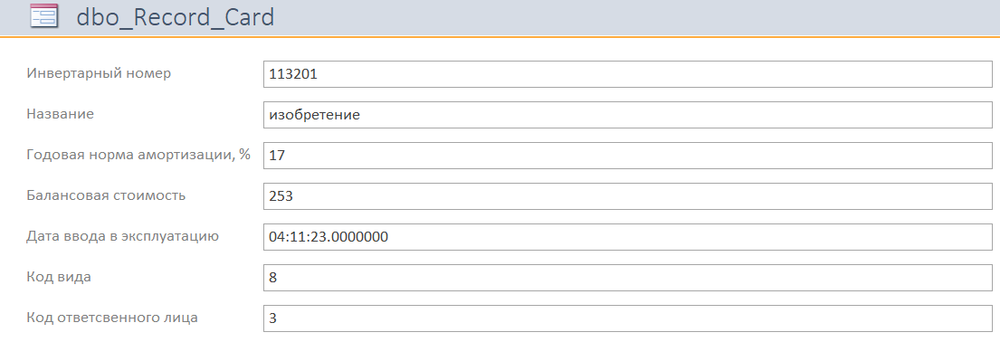 dbo_Record_Card
Инвертарный номер 113201
Название изобретение
Годовая норма амортизации, % 17
Балансовая стоимость 253
Дата ввода в эксплуатацию 04:11:23.0000000
Код вида 8
Код ответсвенного лица 3